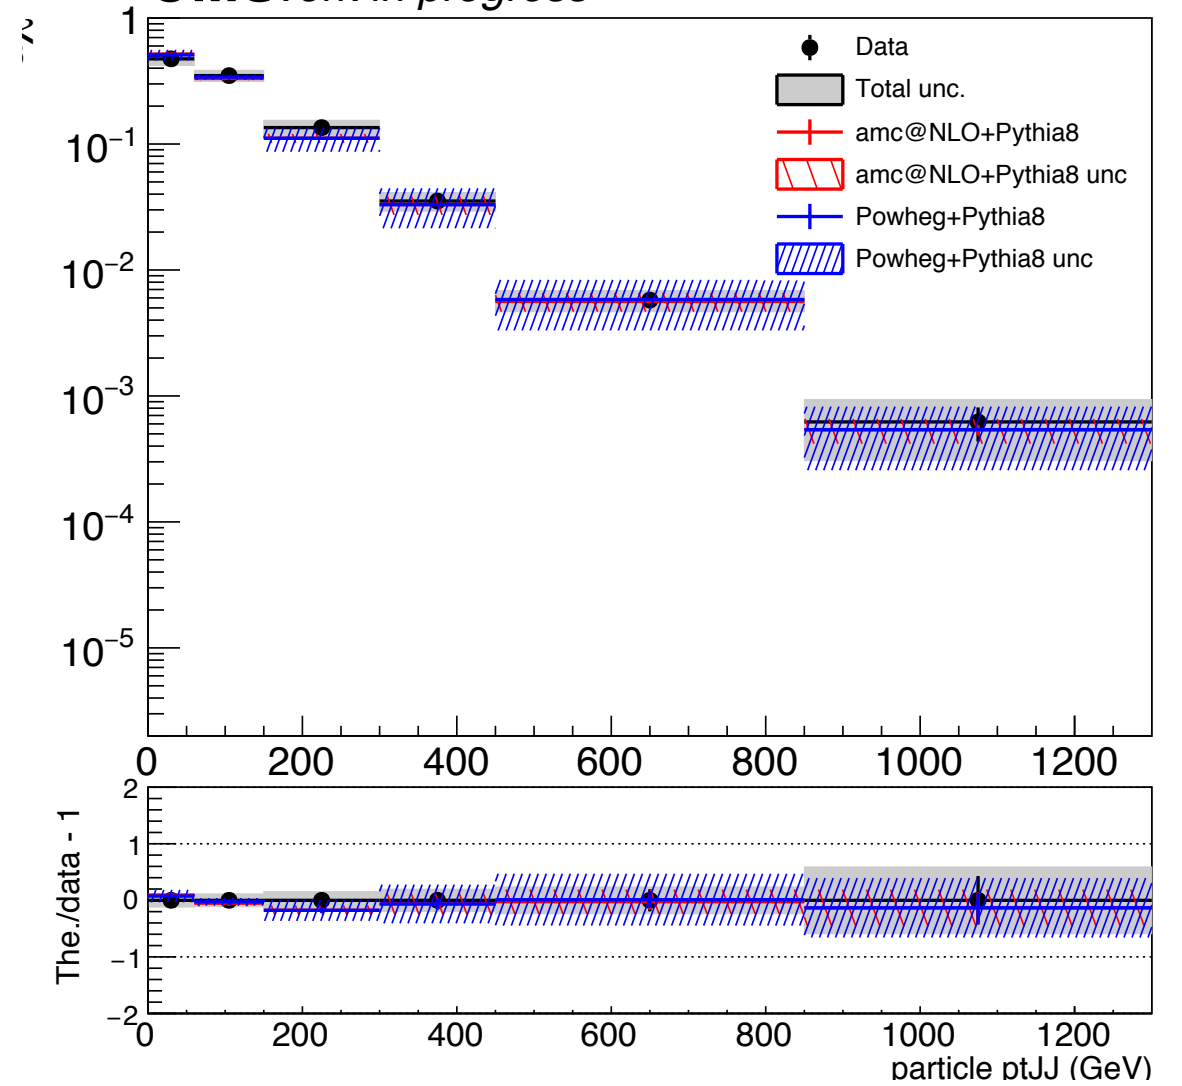 in progress
1
10⁻¹
10⁻²
10⁻³
10⁻⁴
10⁻⁵
Data
Total unc.
amc@NLO+Pythia8
amc@NLO+Pythia8 unc
Powheg+Pythia8
Powheg+Pythia8 unc
0 200 400 600 800 1000 1200
The./data - 1
2
1
0
−1
−2
0 200 400 600 800 1000 1200
particle ptJJ (GeV)